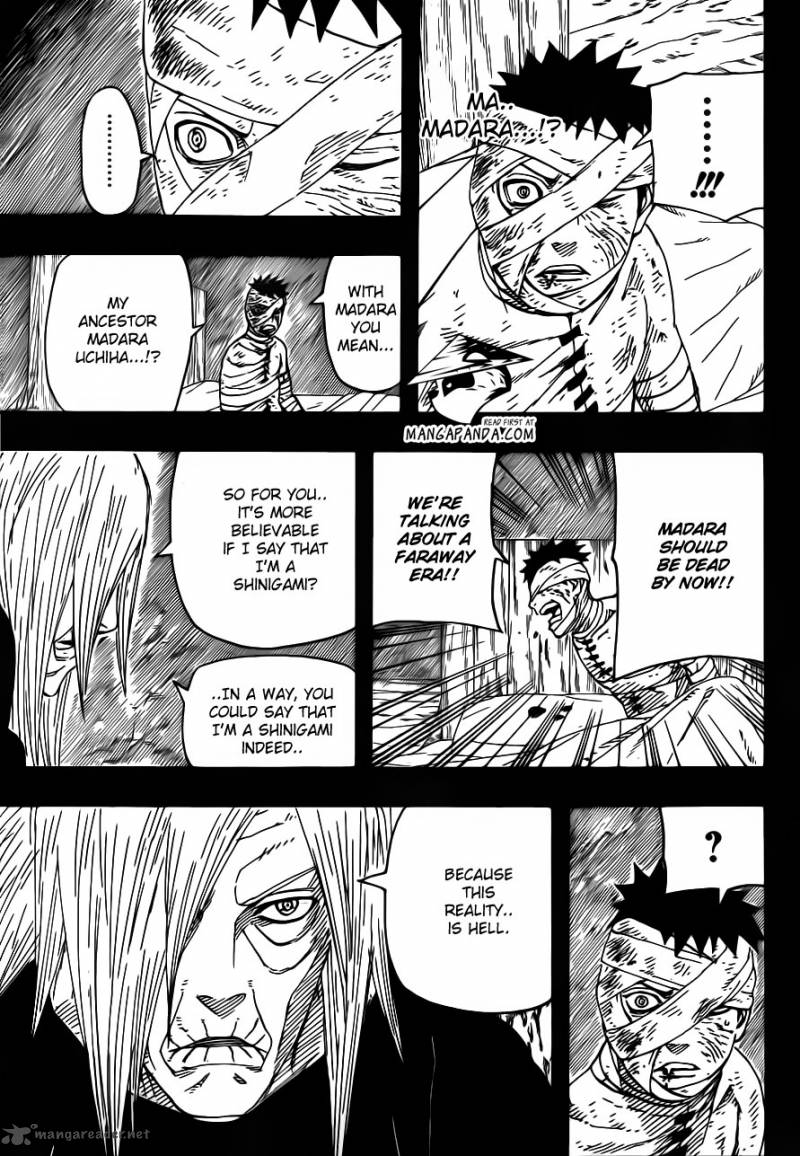 .......!!!
MA..
MADARA...!?
..........
WITH
MADARA
YOU
MEAN...
MY
ANCESTOR
MADARA
UCHIHA...!?
READ FIRST AT
MANGAPANDA.COM
MADARA
SHOULD
BE DEAD
BY NOW!!
WE'RE
TALKING
ABOUT A
FARAWAY
ERA!!
SO FOR YOU..
IT'S MORE
BELIEVABLE
IF I SAY THAT
I'M A
SHINIGAMI?
..IN A WAY, YOU
COULD SAY THAT
I'M A SHINIGAMI
INDEED..
?
BECAUSE
THIS
REALITY..
IS HELL.
mangareader.net